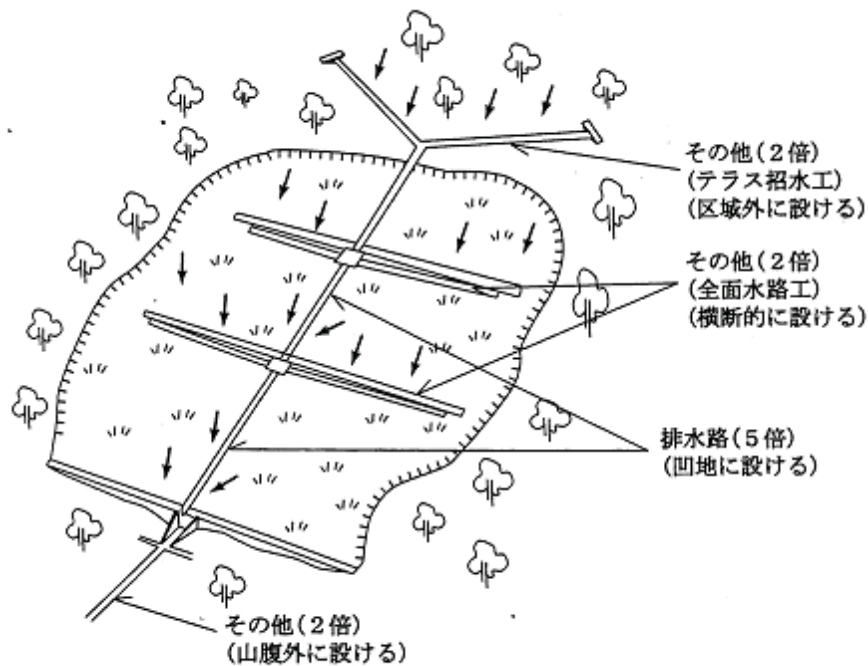 その他(2倍)
(テラス招水工)
(区域外に設ける)
その他(2倍)
(全面水路工)
(横断的に設ける)
排水路(5倍)
(凹地に設ける)
その他(2倍)
(山腹外に設ける)